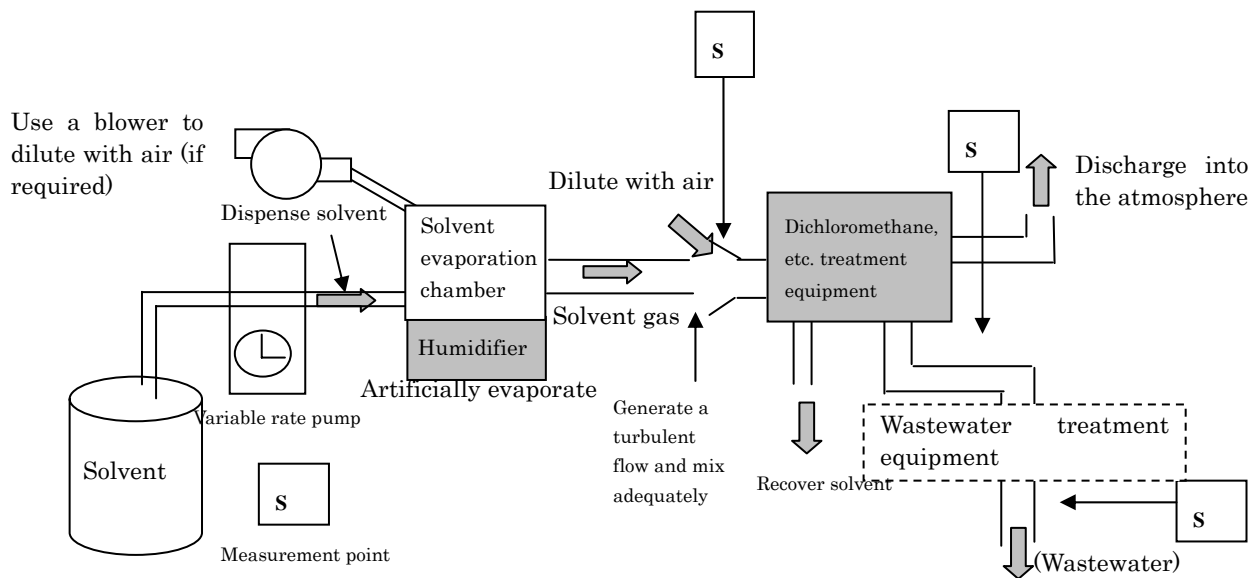 S
Use a blower to
dilute with air (if
required)
S
Discharge into
the atmosphere
Dilute with air
Dispense solvent
Solvent
evaporation
chamber
Dichloromethane,
etc. treatment
equipment
Solvent gas
Humidifier
Artificially evaporate
Variable rate pump
Generate a
turbulent
flow and mix
adequately
Wastewater treatment
equipment
Solvent
Recover solvent
S
Measurement point
S
(Wastewater)